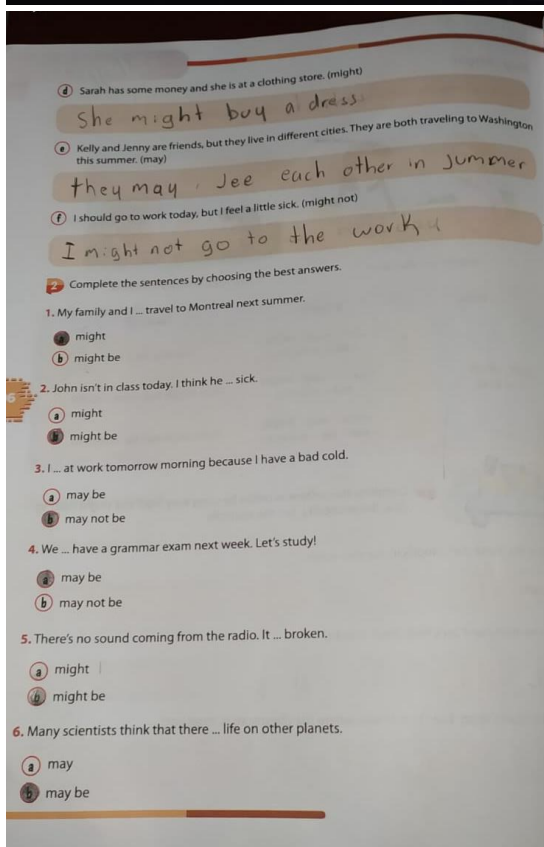 d Sarah has some money and she is at a clothing store. (might)
She might buy a dress
e Kelly and Jenny are friends, but they live in different cities. They are both traveling to Washington
this summer. (may)
they may see each other in summer
f I should go to work today, but I feel a little sick. (might not)
I might not go to the work
2 Complete the sentences by choosing the best answers.
1. My family and I ... travel to Montreal next summer.
a might
b might be
6
2. John isn't in class today. I think he ... sick.
a might
b might be
3. I ... at work tomorrow morning because I have a bad cold.
a may be
b may not be
4. We ... have a grammar exam next week. Let's study!
a may be
b may not be
5. There's no sound coming from the radio. It ... broken.
a might
b might be
6. Many scientists think that there ... life on other planets.
a may
b may be